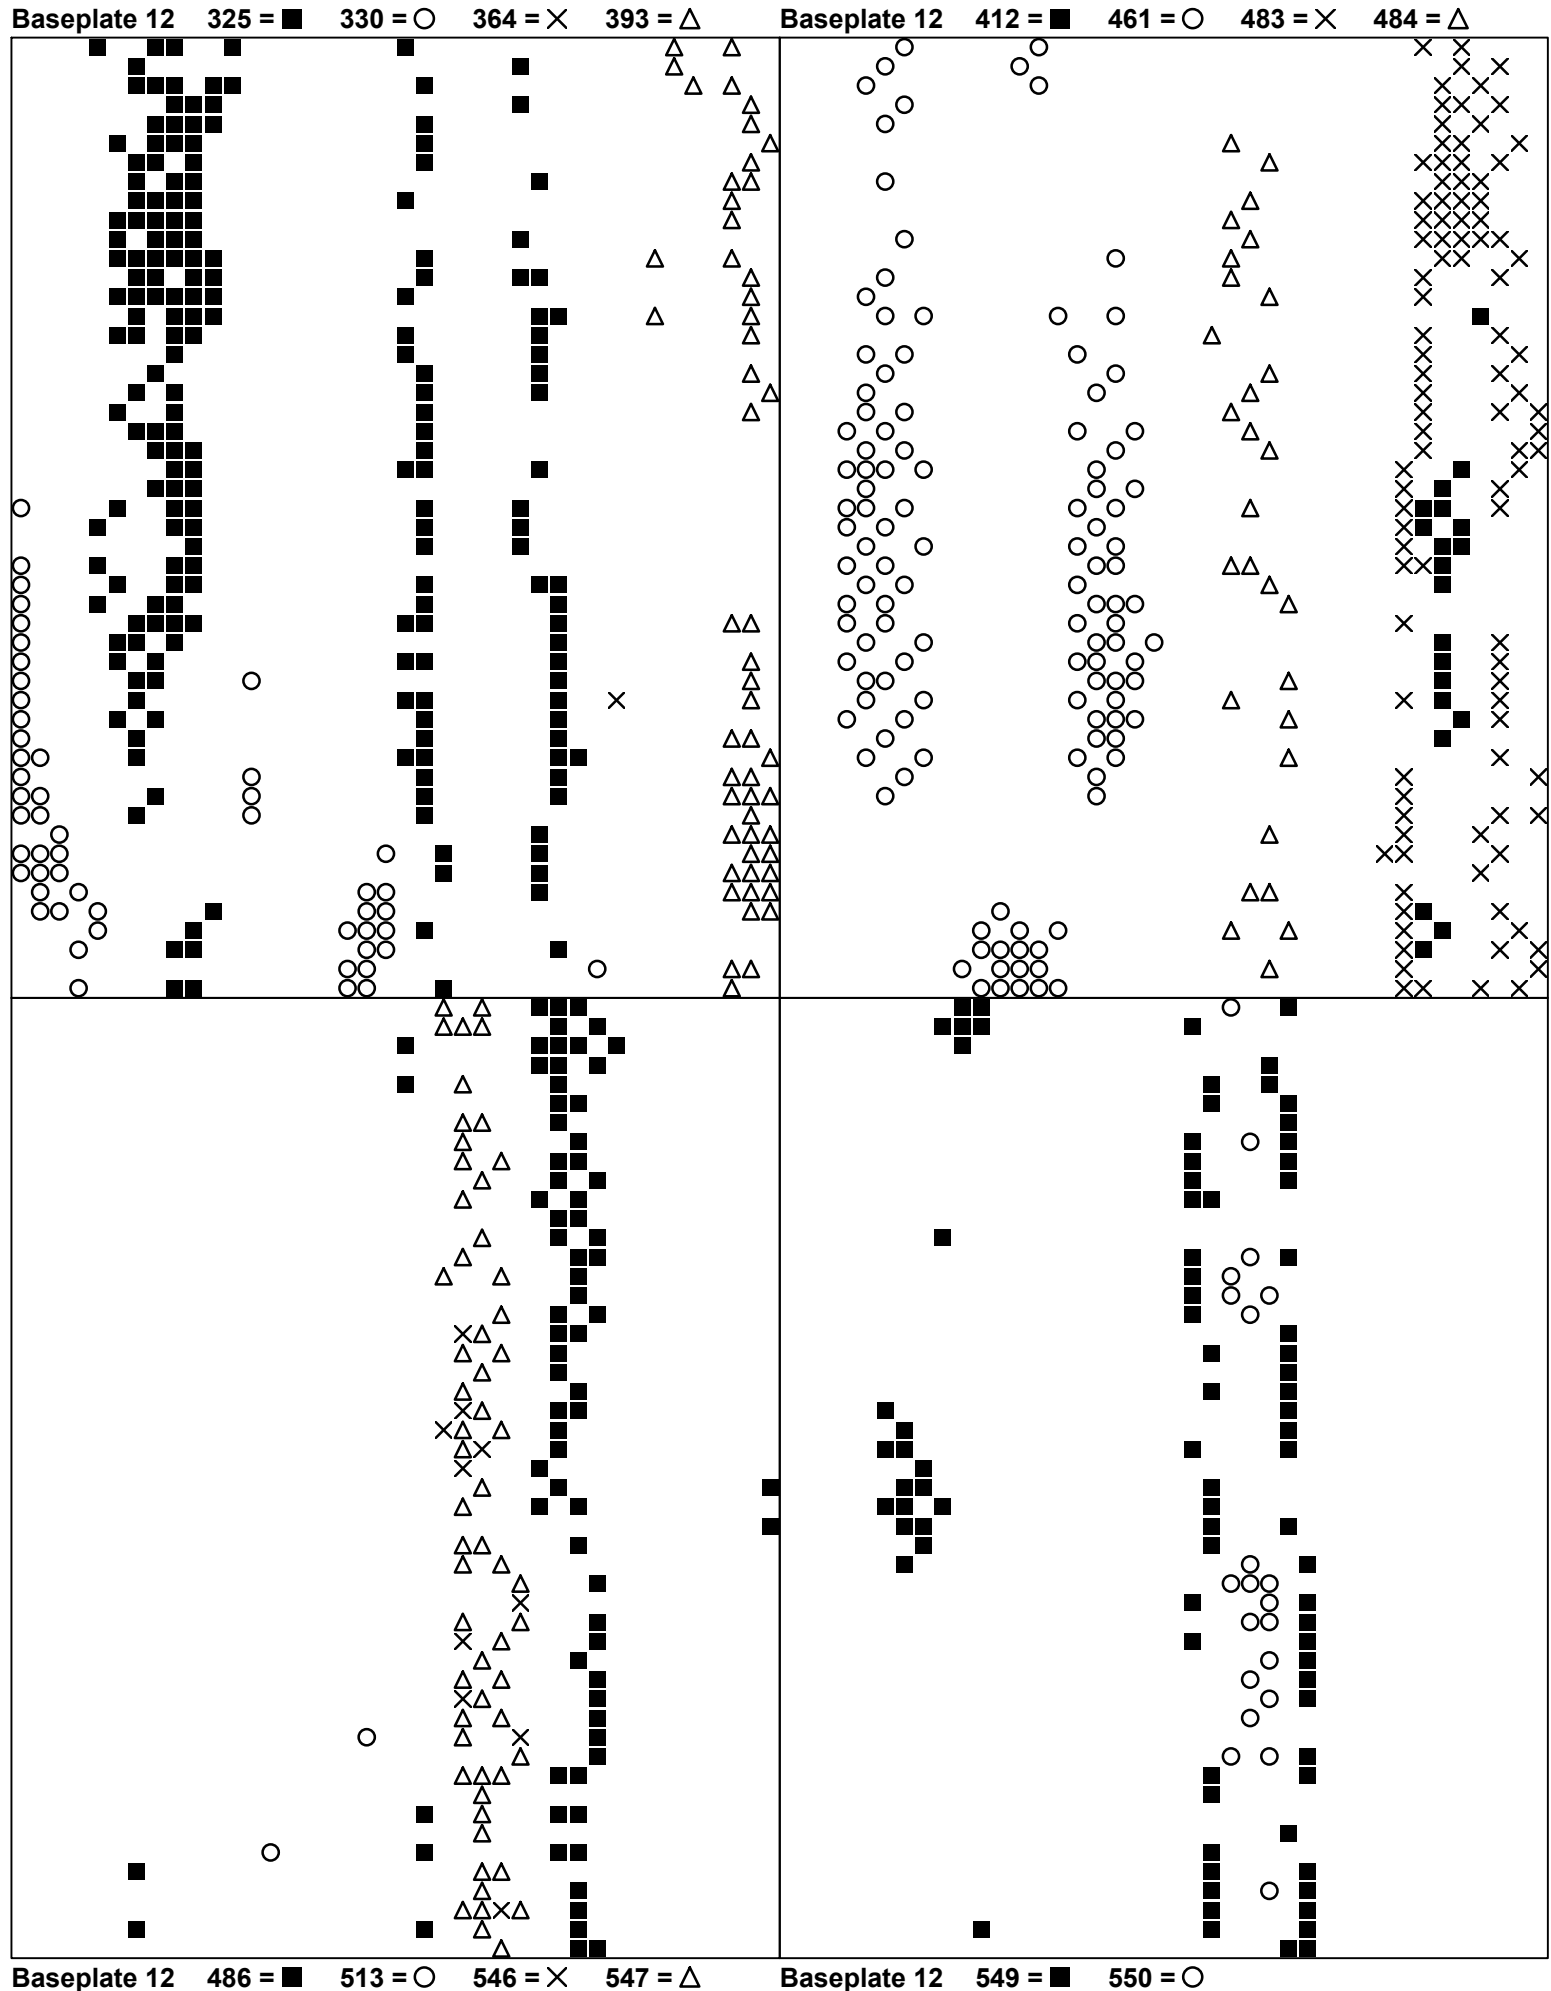 Baseplate 12 325 = ■ 330 = ○ 364 = × 393 = △ Baseplate 12 412 = ■ 461 = ○ 483 = × 484 = △
Baseplate 12 486 = ■ 513 = ○ 546 = × 547 = △ Baseplate 12 549 = ■ 550 = ○